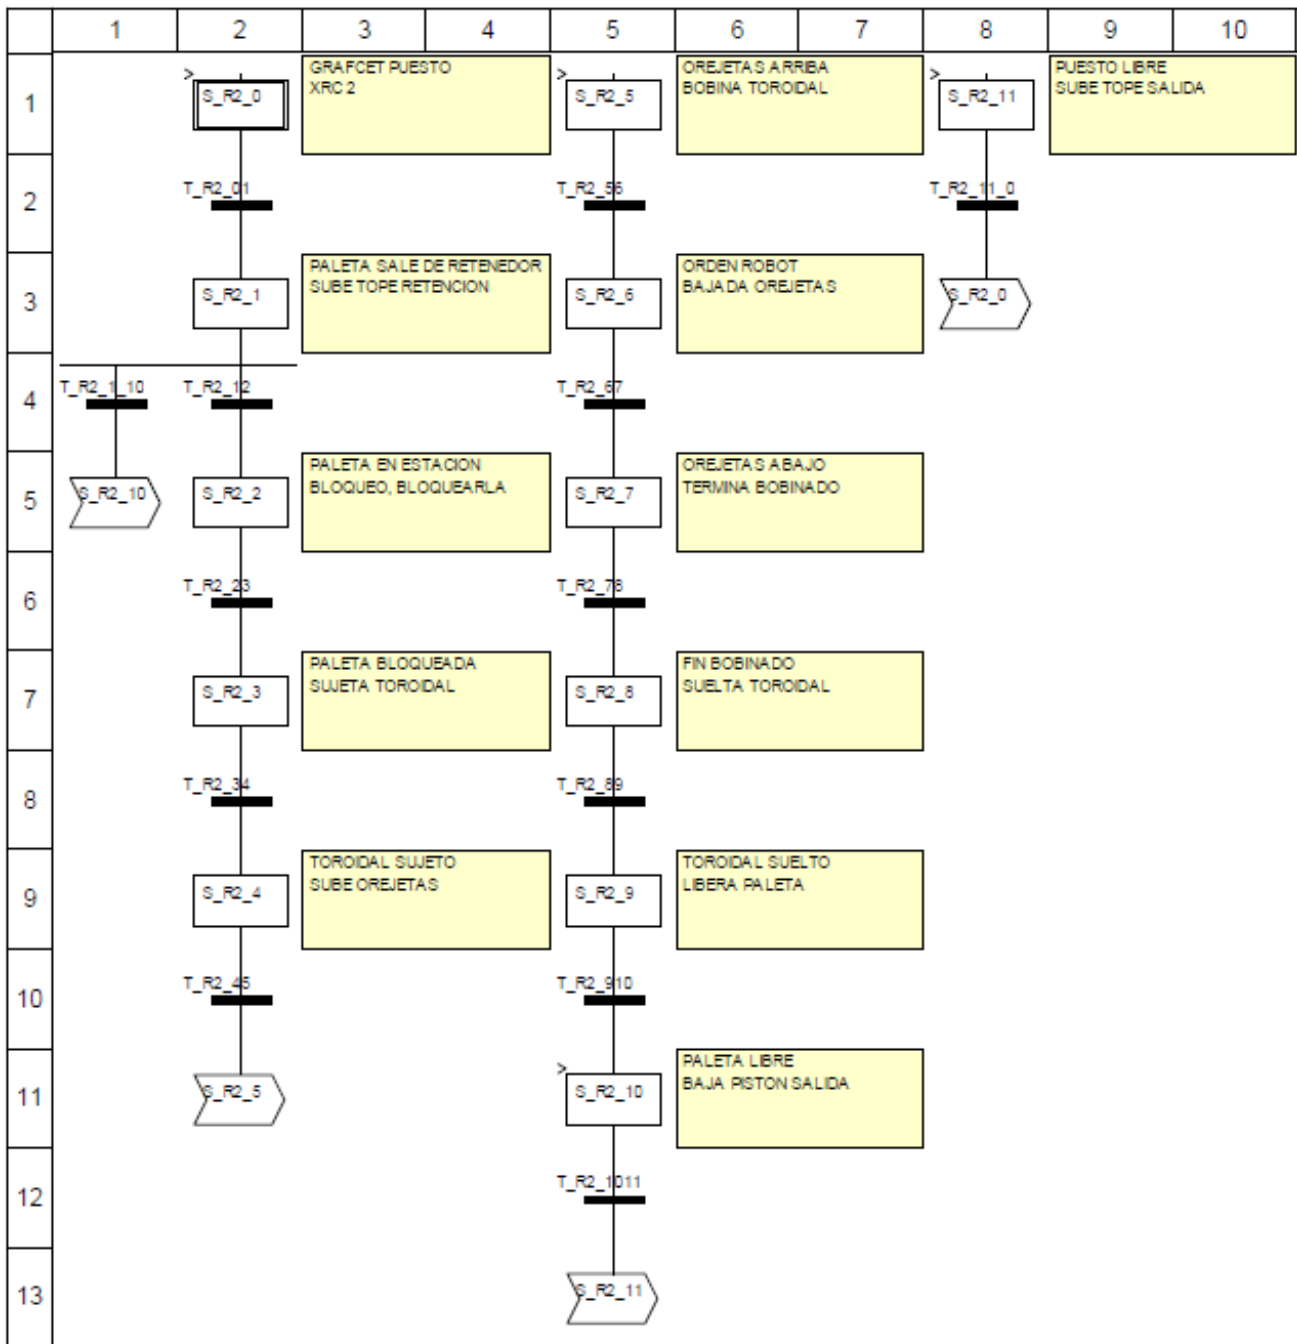 1 2 3 4 5 6 7 8 9 10
1
S_R2_0
GRAFCET PUESTO
XRC 2
S_R2_5
OREJETAS ARRIBA
BOBINA TOROIDAL
S_R2_11
PUESTO LIBRE
SUBE TOPE SALIDA
2
T_R2_01
T_R2_56
T_R2_11_0
3
S_R2_1
PALETA SALE DE RETENEDOR
SUBE TOPE RETENCION
S_R2_6
ORDEN ROBOT
BAJADA OREJETAS
S_R2_0
4
T_R2_1_10
T_R2_12
T_R2_67
5
S_R2_10
S_R2_2
PALETA EN ESTACION
BLOQUEO, BLOQUEARLA
S_R2_7
OREJETAS ABAJO
TERMINA BOBINADO
6
T_R2_23
T_R2_78
7
S_R2_3
PALETA BLOQUEADA
SUJETA TOROIDAL
S_R2_8
FIN BOBINADO
SUELTA TOROIDAL
8
T_R2_34
T_R2_89
9
S_R2_4
TOROIDAL SUJETO
SUBE OREJETAS
S_R2_9
TOROIDAL SUELTO
LIBERA PALETA
10
T_R2_45
T_R2_910
11
S_R2_5
S_R2_10
PALETA LIBRE
BAJA PISTON SALIDA
12
T_R2_1011
13
S_R2_11